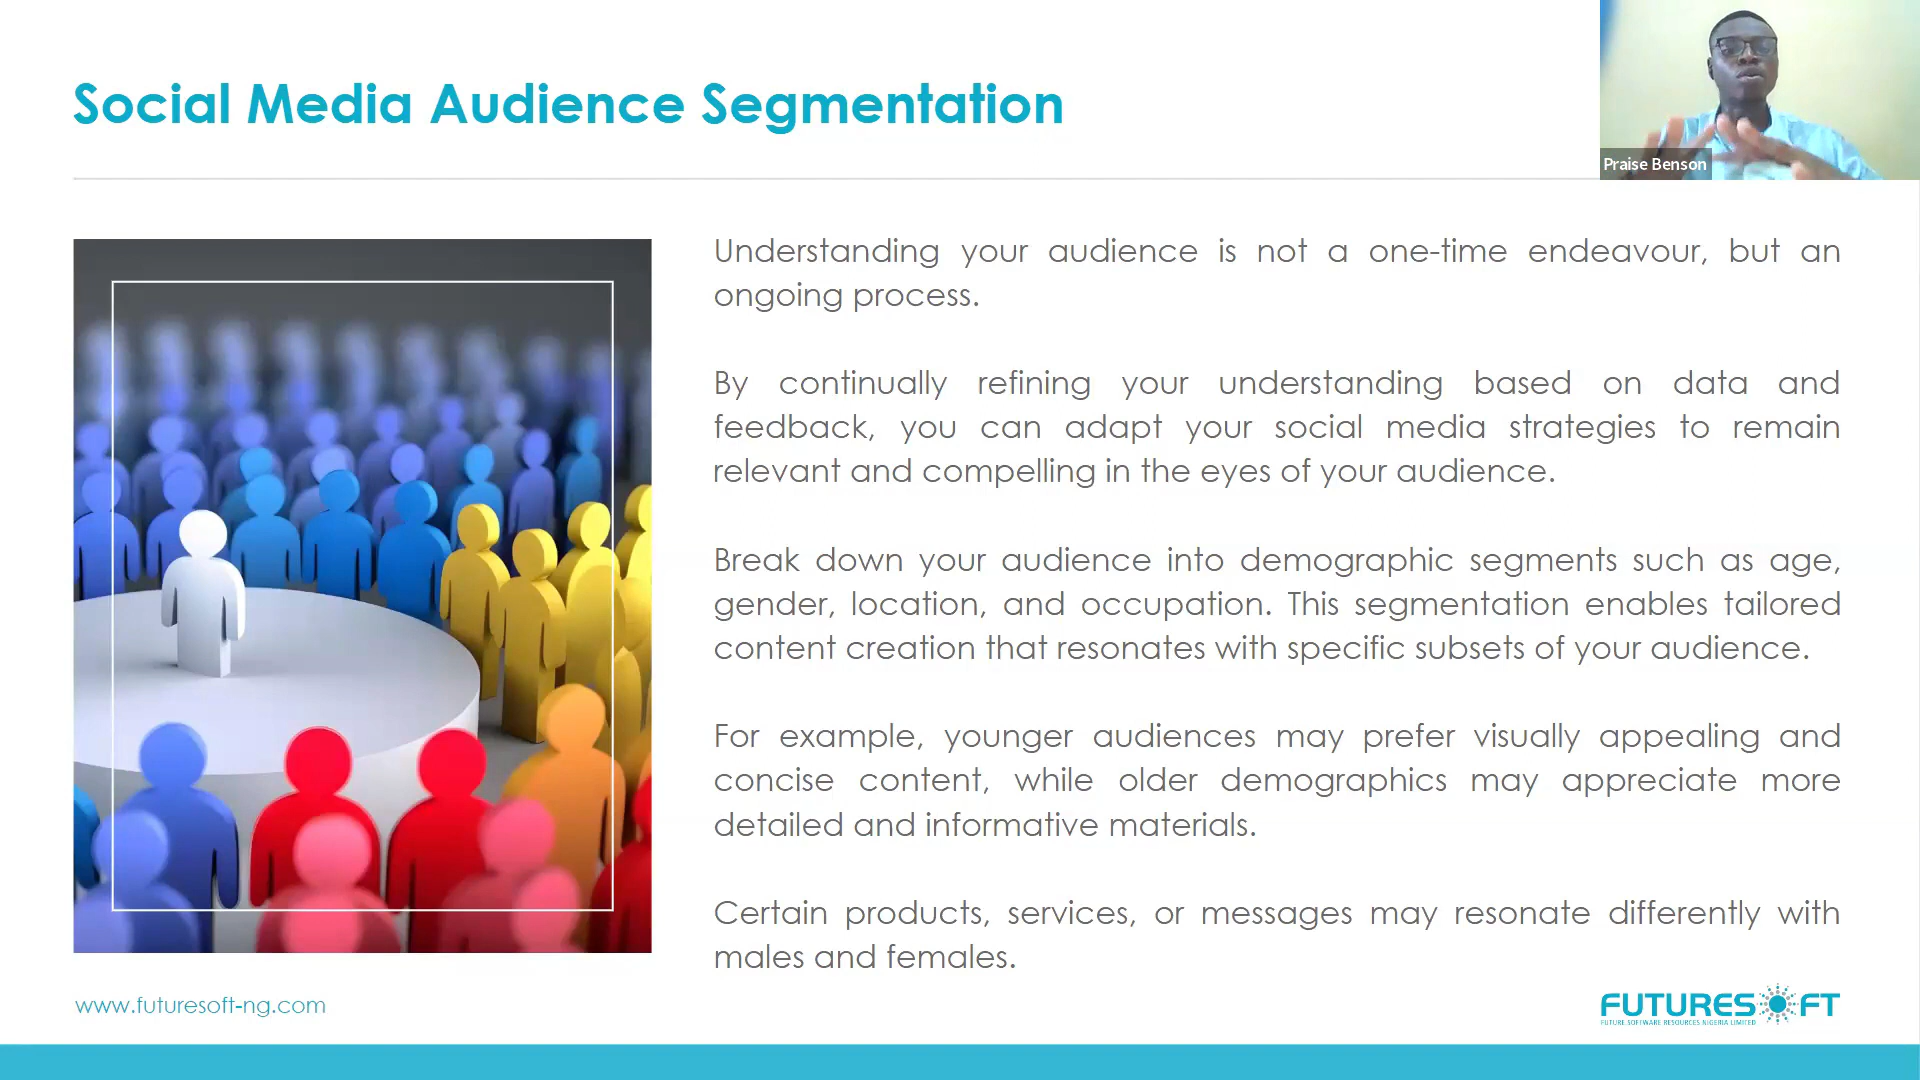 Social Media Audience Segmentation
Praise Benson
Understanding your audience is not a one-time endeavour, but an
ongoing process.
By continually refining your understanding based on data and
feedback, you can adapt your social media strategies to remain
relevant and compelling in the eyes of your audience.
Break down your audience into demographic segments such as age,
gender, location, and occupation. This segmentation enables tailored
content creation that resonates with specific subsets of your audience.
For example, younger audiences may prefer visually appealing and
concise content, while older demographics may appreciate more
detailed and informative materials.
Certain products, services, or messages may resonate differently with
males and females.
www.futuresoft-ng.com
FUTURESOFT
FUTURE SOFTWARE RESOURCES NIGERIA LIMITED